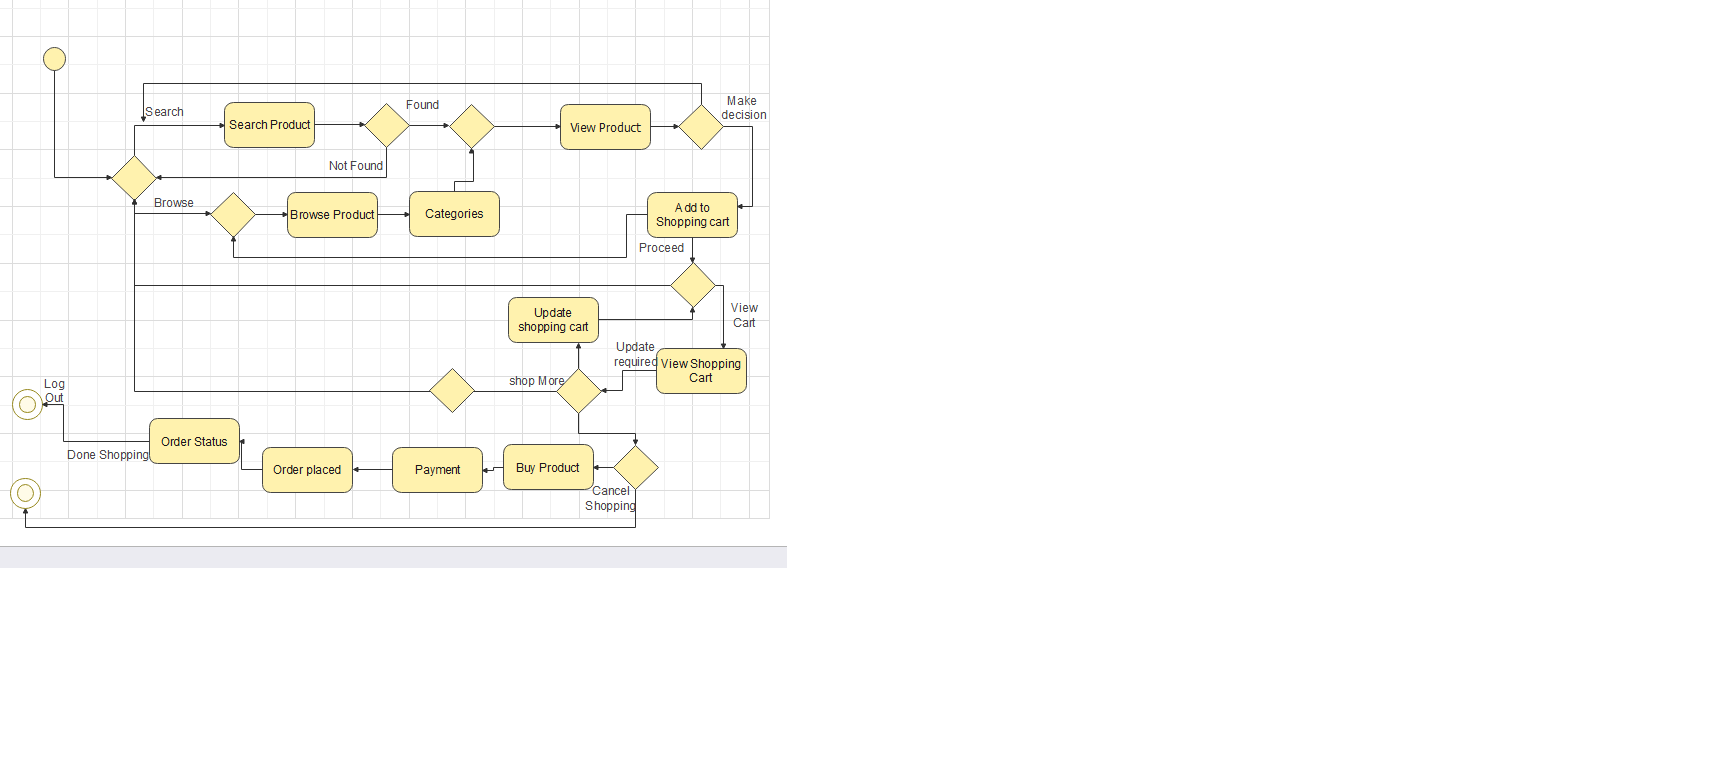 Found
Make
decision
Search
Search Product
View Product
Not Found
Browse
Browse Product
Categories
Add to
Shopping cart
Proceed
Update
shopping cart
View
Cart
Update
required
View Shopping
Cart
shop More
Log
Out
Order Status
Done Shopping
Order placed
Payment
Buy Product
Cancel
Shopping